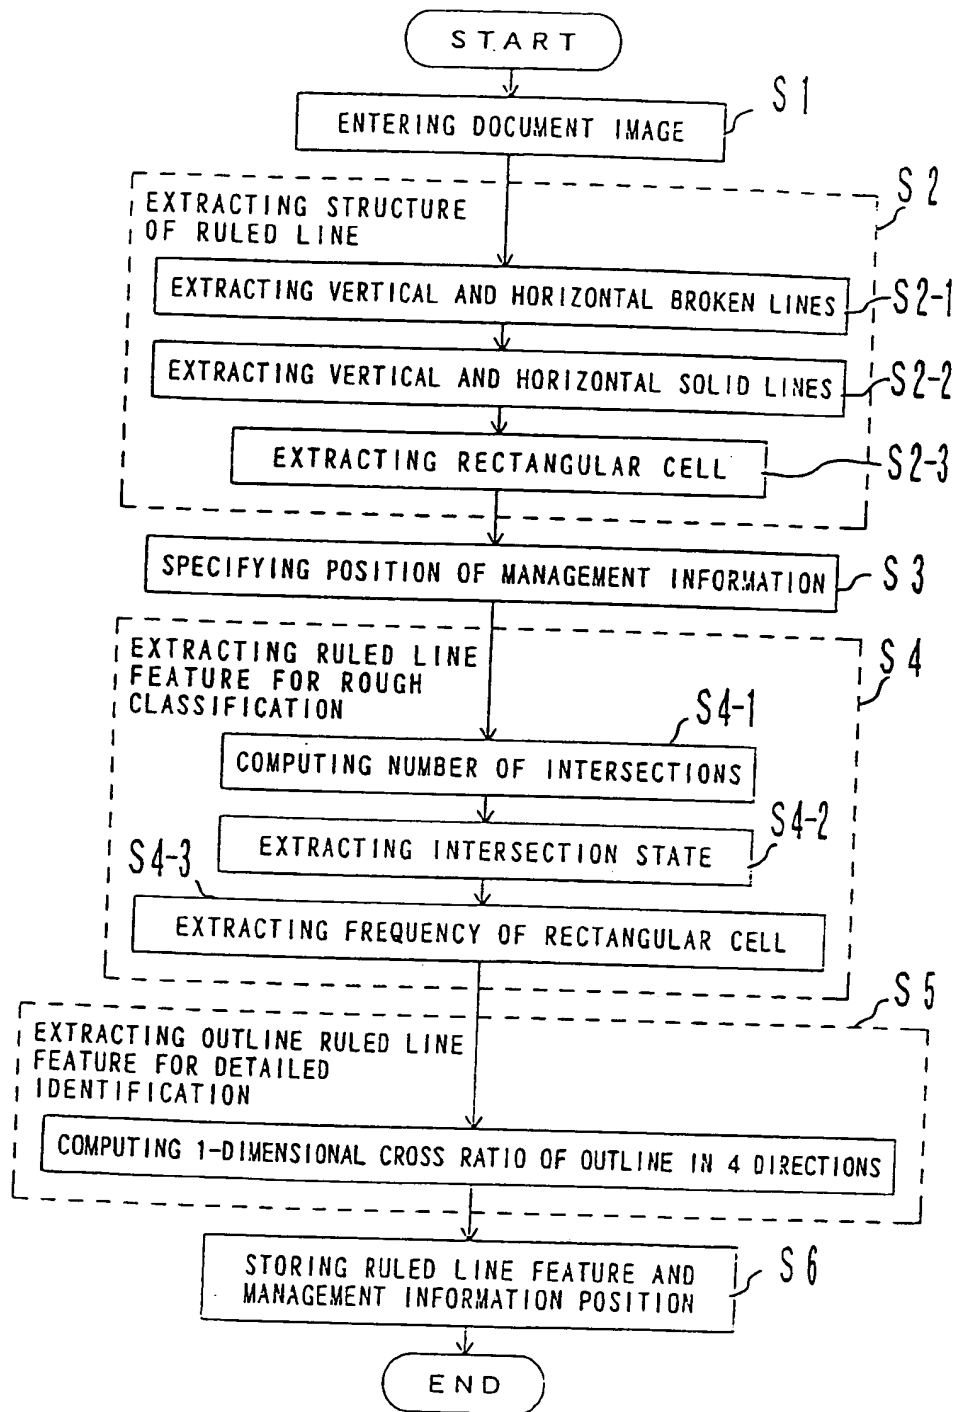 START
S1
ENTERING DOCUMENT IMAGE
S2
EXTRACTING STRUCTURE
OF RULED LINE
EXTRACTING VERTICAL AND HORIZONTAL BROKEN LINES
S2-1
EXTRACTING VERTICAL AND HORIZONTAL SOLID LINES
S2-2
EXTRACTING RECTANGULAR CELL
S2-3
SPECIFYING POSITION OF MANAGEMENT INFORMATION
S3
EXTRACTING RULED LINE
FEATURE FOR ROUGH
CLASSIFICATION
S4
S4-1
COMPUTING NUMBER OF INTERSECTIONS
S4-2
EXTRACTING INTERSECTION STATE
S4-3
EXTRACTING FREQUENCY OF RECTANGULAR CELL
S5
EXTRACTING OUTLINE RULED LINE
FEATURE FOR DETAILED
IDENTIFICATION
COMPUTING 1-DIMENSIONAL CROSS RATIO OF OUTLINE IN 4 DIRECTIONS
STORING RULED LINE FEATURE AND
MANAGEMENT INFORMATION POSITION
S6
END